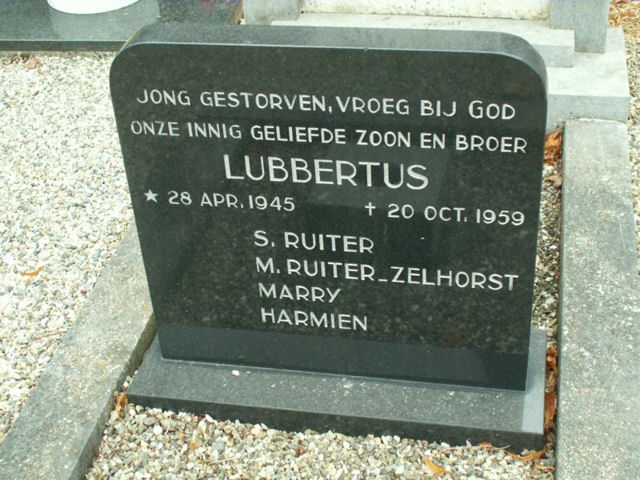 JONG GESTORVEN, VROEG BIJ GOD
ONZE INNIG GELIEFDE ZOON EN BROER
LUBBERTUS
★ 28 APR. 1945 † 20 OCT. 1959
S. RUITER
M. RUITER-ZELHORST
MARRY
HARMIEN